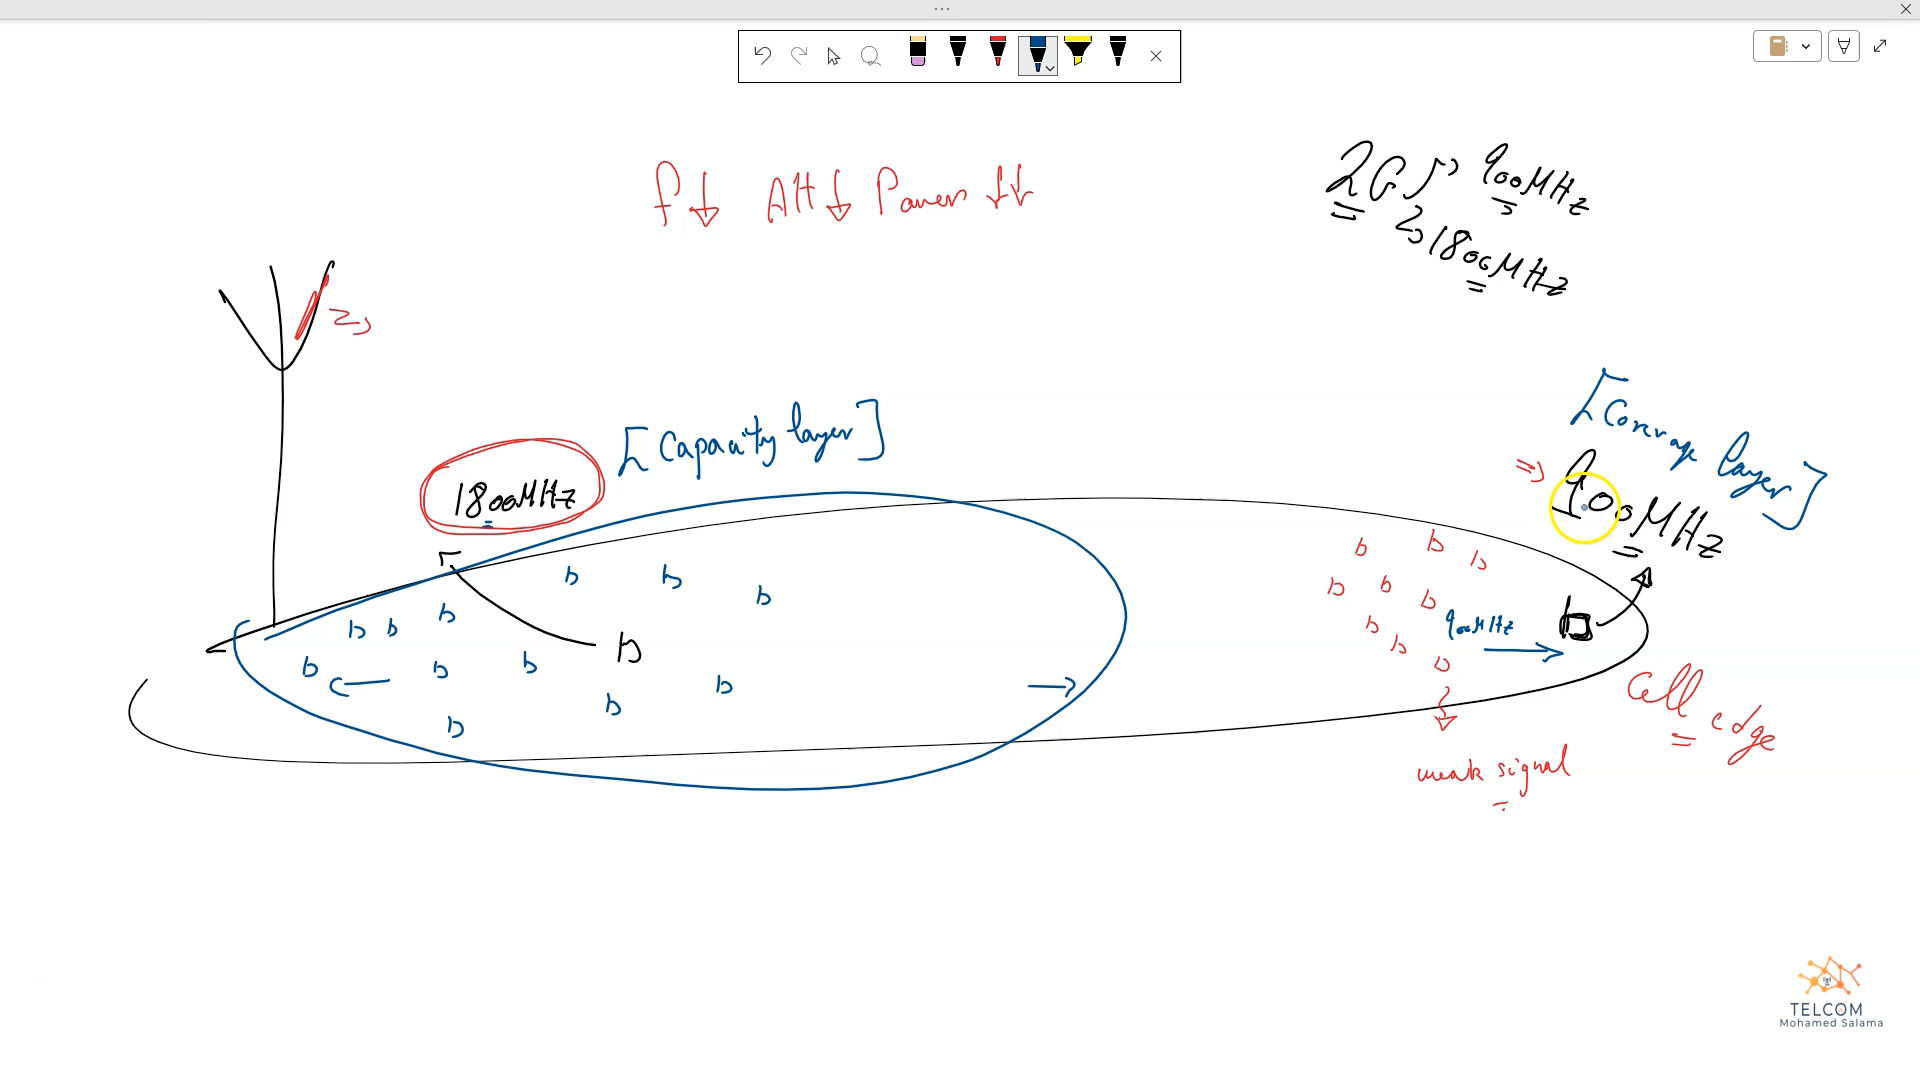 f↓ Att↓ Power ↓↓
2G 900MHz
1800MHz
[Capacity layer]
1800MHz
[Coverage layer]
⇒ 900MHz
900MHz
cell edge
weak signal
TELCOM
Mohamed Salama